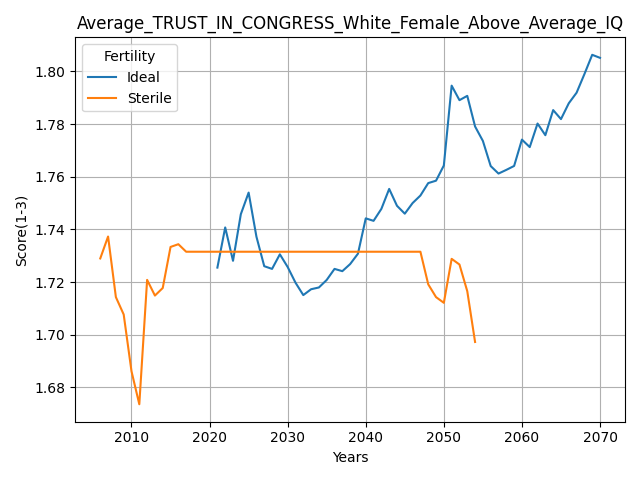 Average_TRUST_IN_CONGRESS_White_Female_Above_Average_IQ
Fertility
Ideal
Sterile
Score(1-3)
1.80
1.78
1.76
1.74
1.72
1.70
1.68
2010
2020
2030
2040
2050
2060
2070
Years